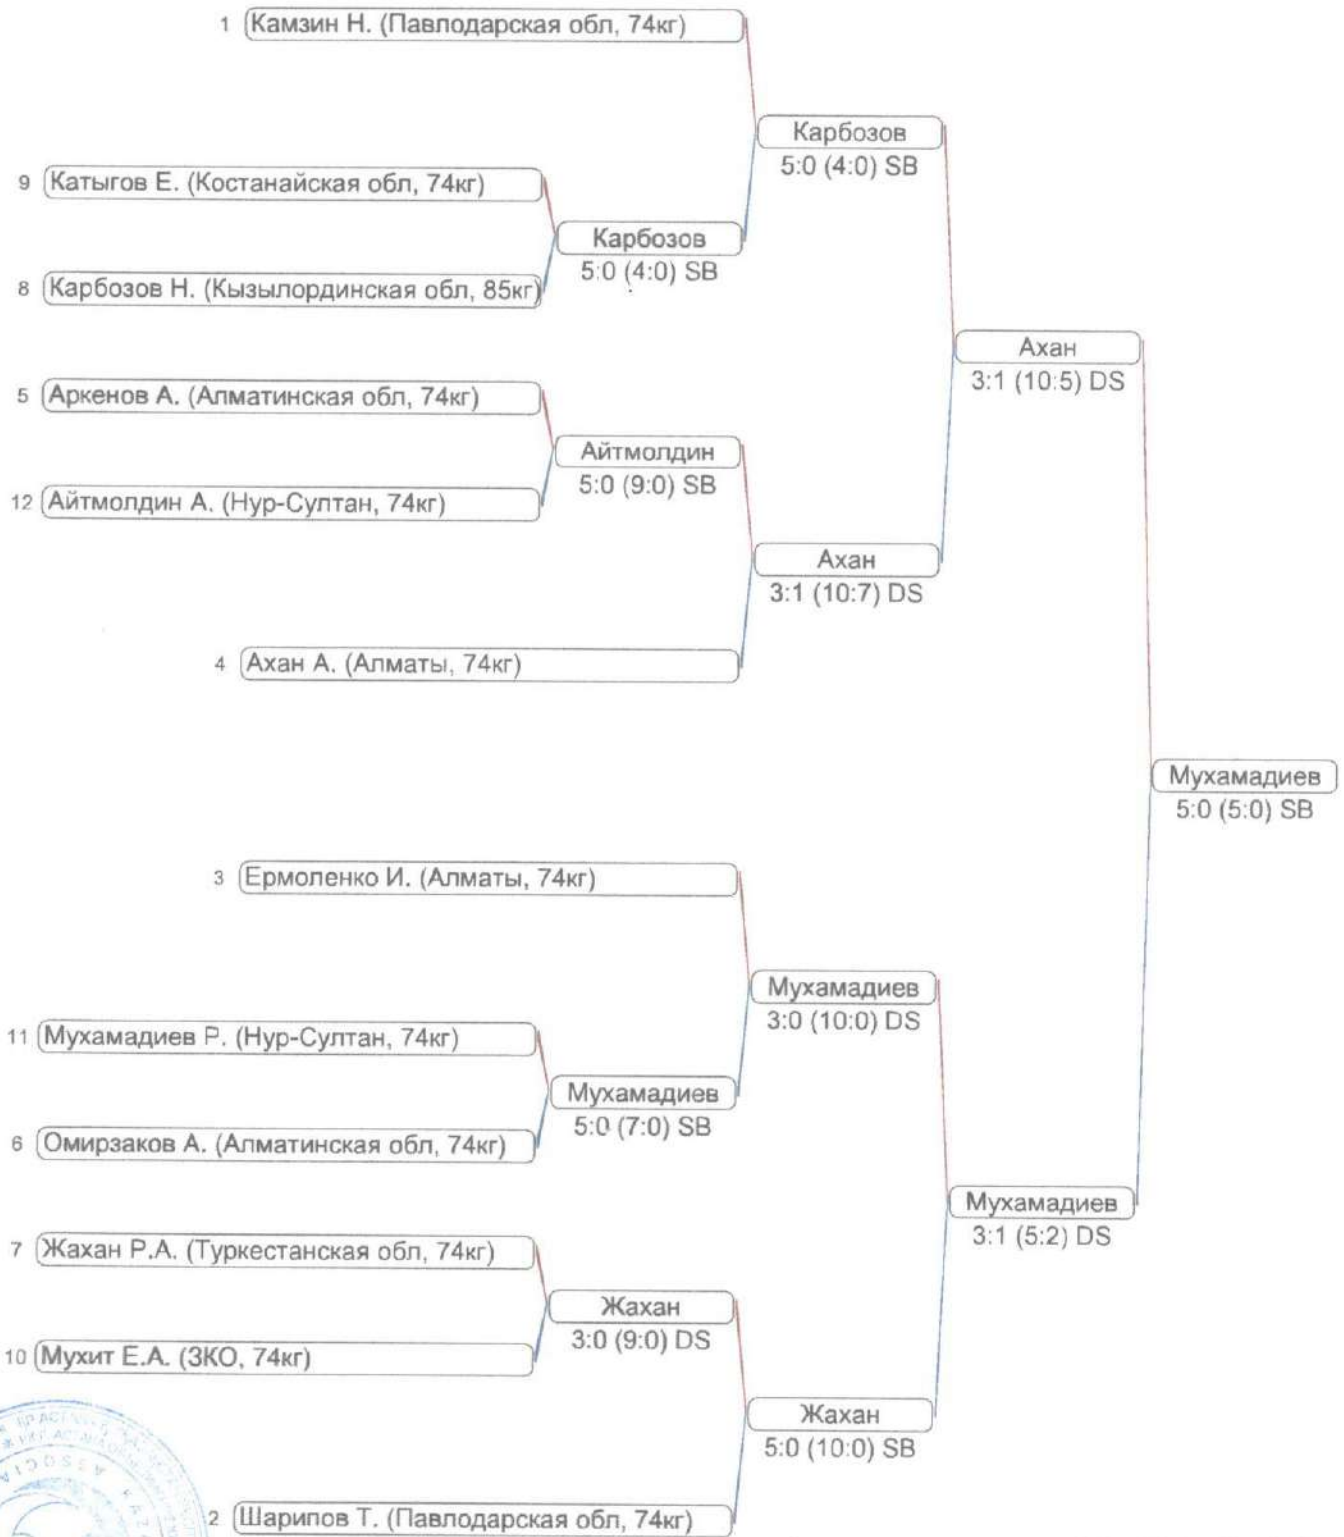 1 Камзин Н. (Павлодарская обл, 74кг)
Карбозов
5:0 (4:0) SB
9 Катыгов Е. (Костанайская обл, 74кг)
Карбозов
5:0 (4:0) SB
8 Карбозов Н. (Кызылординская обл, 85кг)
Ахан
3:1 (10:5) DS
5 Аркенов А. (Алматинская обл, 74кг)
Айтмолдин
5:0 (9:0) SB
12 Айтмолдин А. (Нур-Султан, 74кг)
Ахан
3:1 (10:7) DS
4 Ахан А. (Алматы, 74кг)
Мухамадиев
5:0 (5:0) SB
3 Ермоленко И. (Алматы, 74кг)
Мухамадиев
3:0 (10:0) DS
11 Мухамадиев Р. (Нур-Султан, 74кг)
Мухамадиев
5:0 (7:0) SB
6 Омирзаков А. (Алматинская обл, 74кг)
Мухамадиев
3:1 (5:2) DS
7 Жахан Р.А. (Туркестанская обл, 74кг)
Жахан
3:0 (9:0) DS
10 Мухит Е.А. (ЗКО, 74кг)
Жахан
5:0 (10:0) SB
2 Шарипов Т. (Павлодарская обл, 74кг)